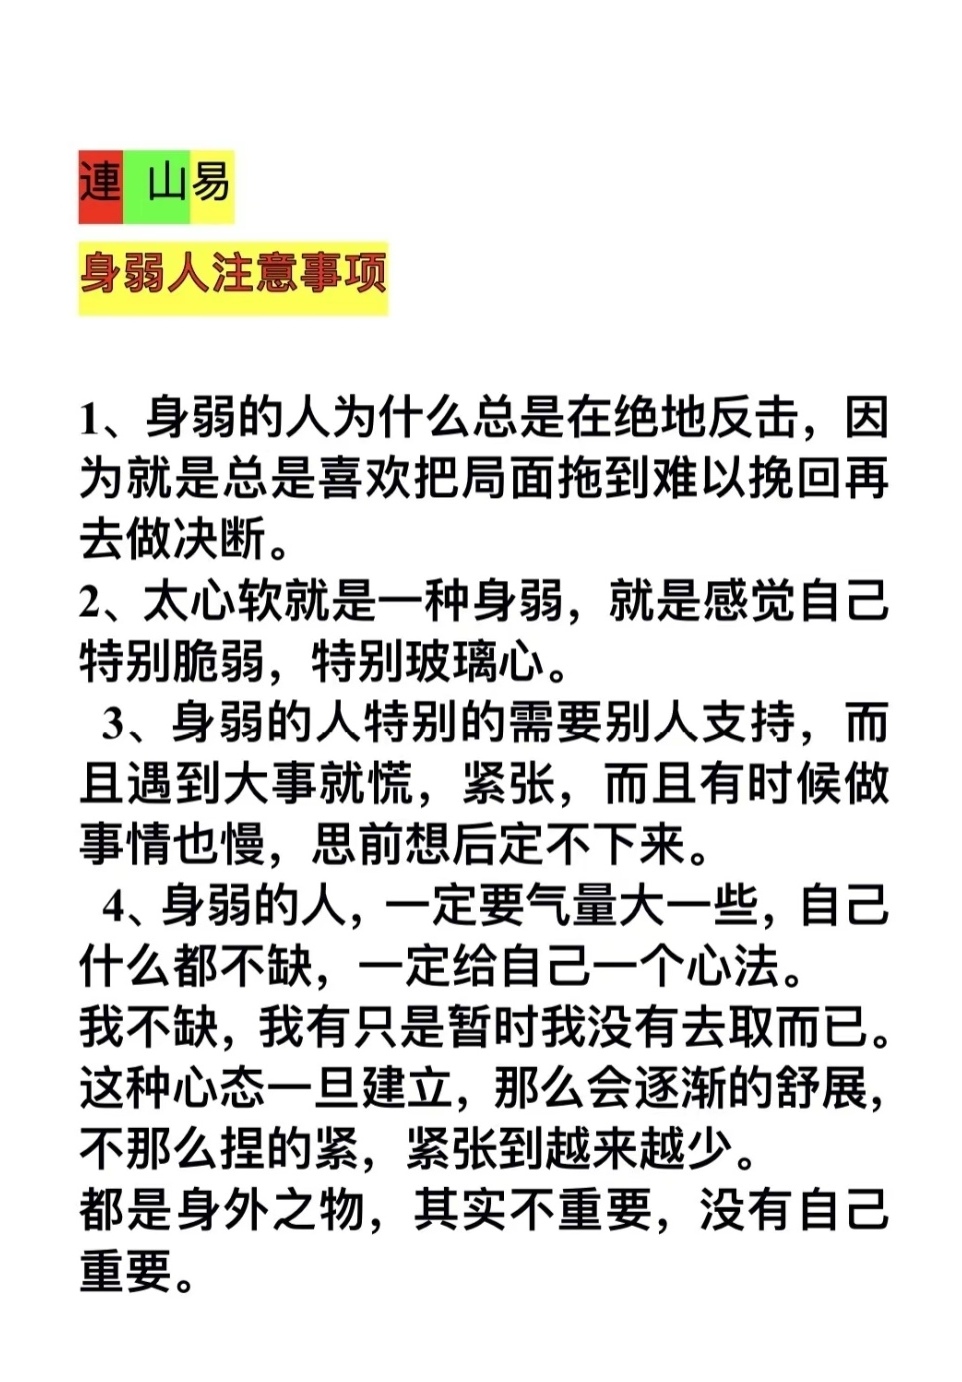 連 山易
身弱人注意事项
1、身弱的人为什么总是在绝地反击，因
为就是总是喜欢把局面拖到难以挽回再
去做决断。
2、太心软就是一种身弱，就是感觉自己
特别脆弱，特别玻璃心。
3、身弱的人特别的需要别人支持，而
且遇到大事就慌，紧张，而且有时候做
事情也慢，思前想后定不下来。
4、身弱的人，一定要气量大一些，自己
什么都不缺，一定给自己一个心法。
我不缺，我有只是暂时我没有去取而已。
这种心态一旦建立，那么会逐渐的舒展，
不那么捏的紧，紧张到越来越少。
都是身外之物，其实不重要，没有自己
重要。